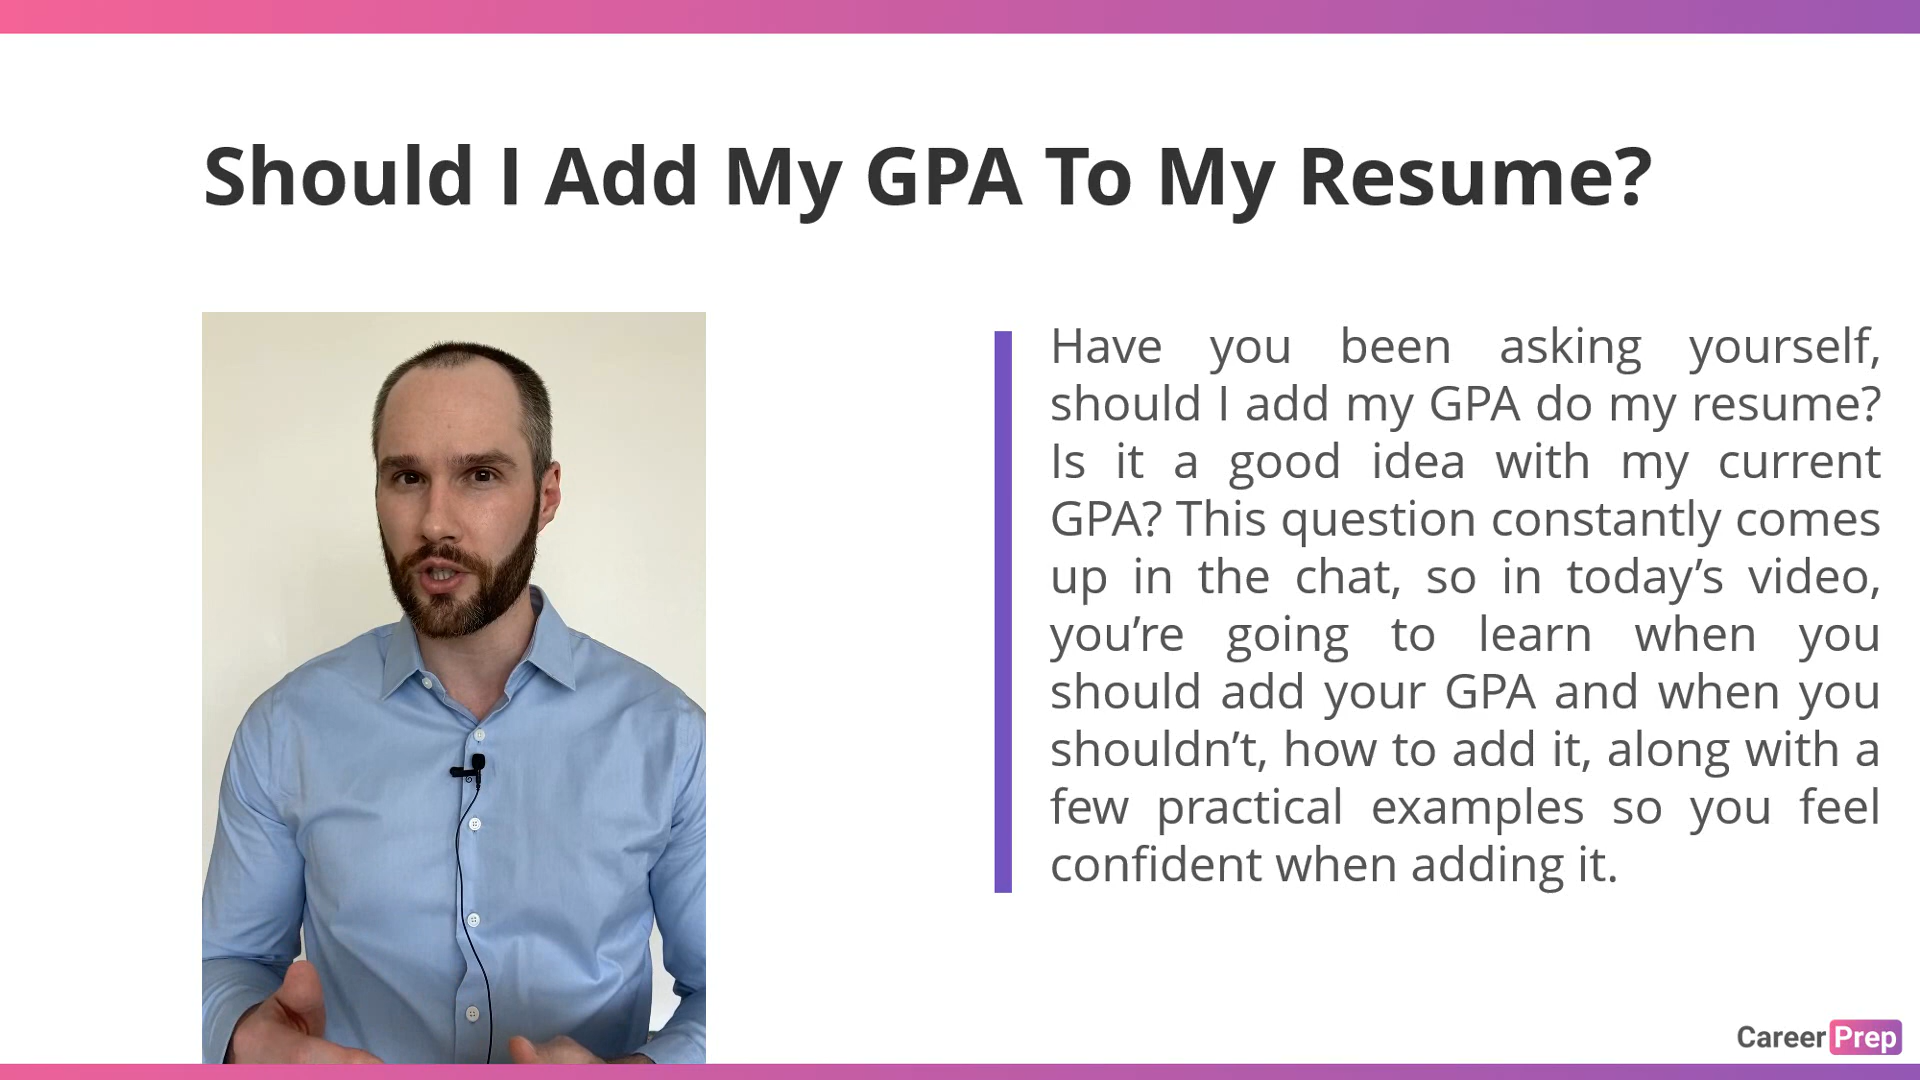 Should I Add My GPA To My Resume?
Have you been asking yourself,
should I add my GPA do my resume?
Is it a good idea with my current
GPA? This question constantly comes
up in the chat, so in today’s video,
you’re going to learn when you
should add your GPA and when you
shouldn’t, how to add it, along with a
few practical examples so you feel
confident when adding it.
CareerPrep